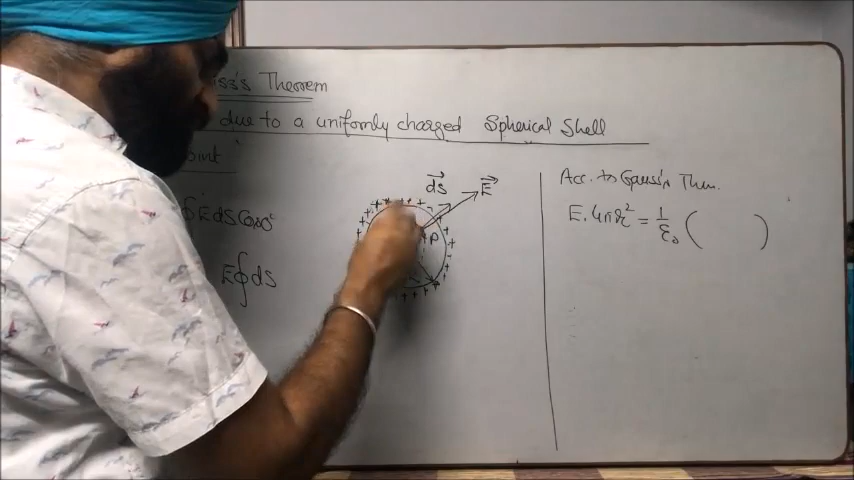 ss's Theorem
due to a uniformly charged Spherical Shell
oint
∮ E ds Cos0°
E∮ds
ds→
E→
P
Acc. to Gauss's Thm.
E. 4πr² = 1/ε₀ ( )